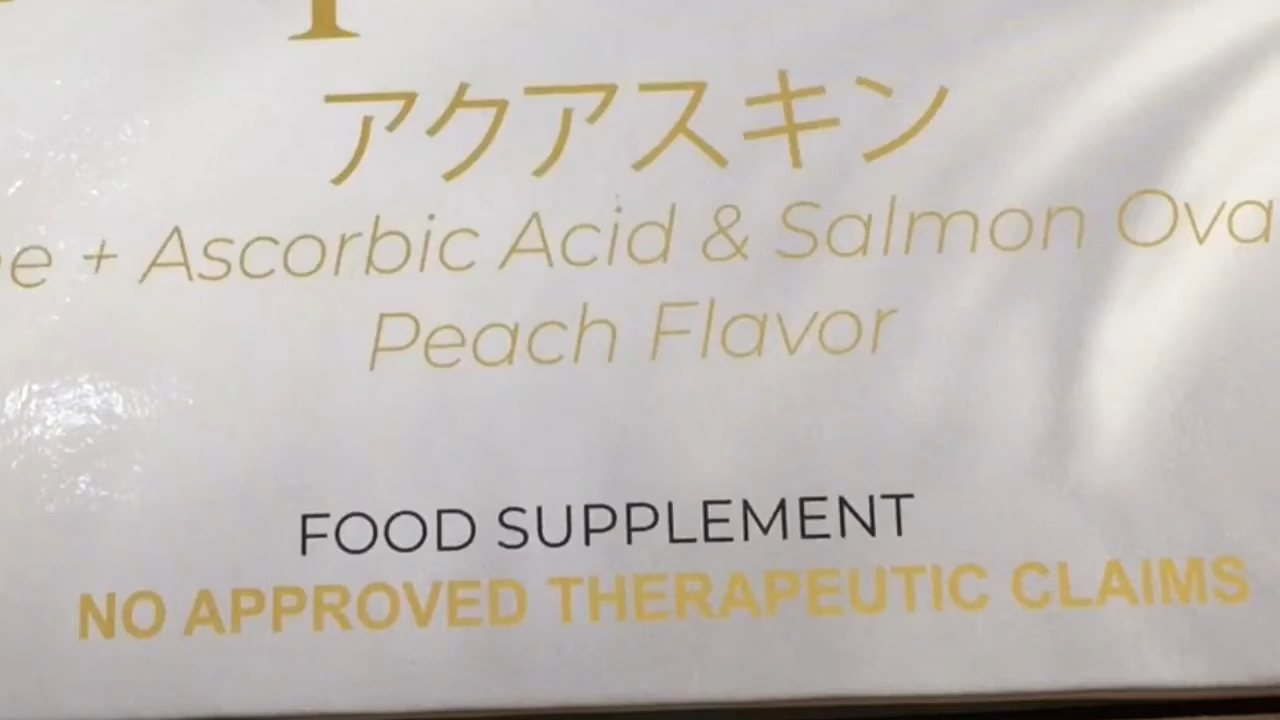 アクアスキン
+ Ascorbic Acid & Salmon Ova
Peach Flavor
FOOD SUPPLEMENT
NO APPROVED THERAPEUTIC CLAIMS